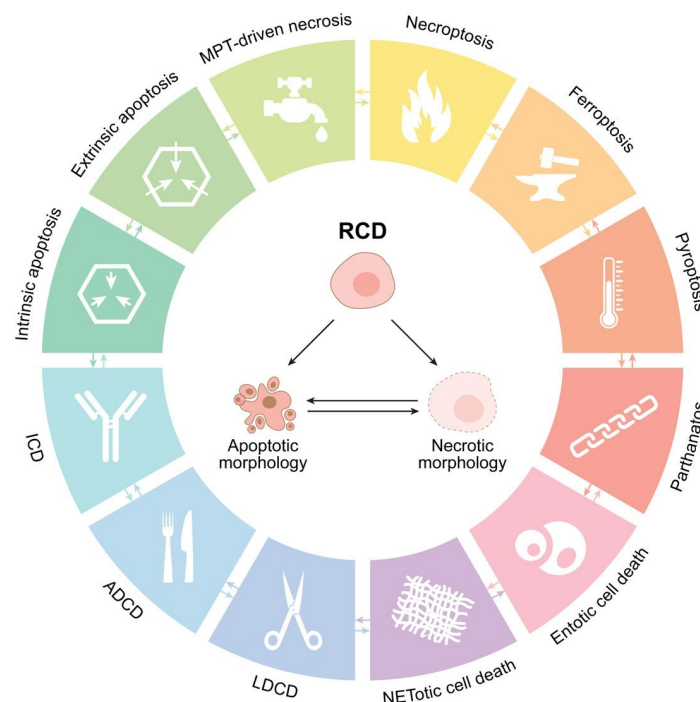 MPT-driven necrosis
Necroptosis
Ferroptosis
Pyroptosis
Parthanatos
Entotic cell death
NETotic cell death
LDCD
ADCD
ICD
Intrinsic apoptosis
Extrinsic apoptosis
RCD
Apoptotic
morphology
Necrotic
morphology